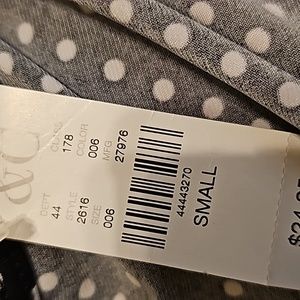 &C
CLASS COLOR MFG
178 006 27976
DEPT STYLE SIZE
44 2616 006
44443270
SMALL